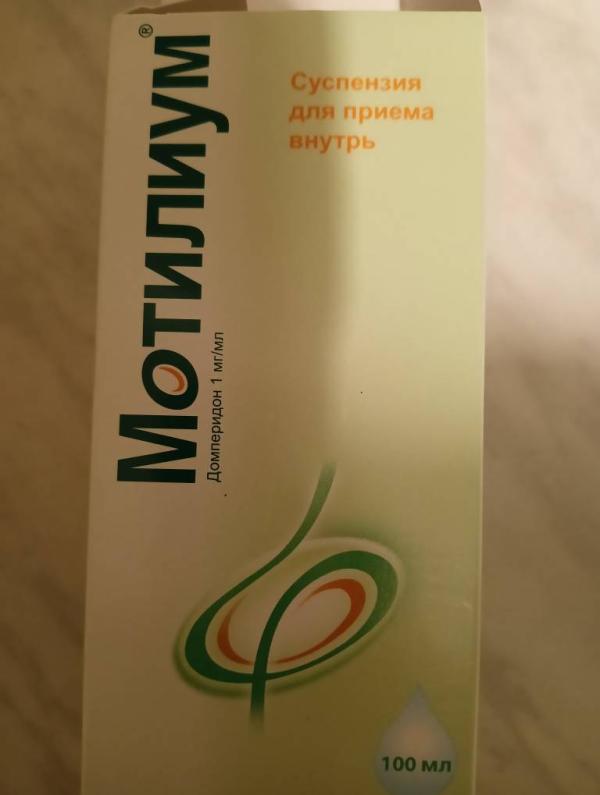 Мотилиум®
Домперидон 1 мг/мл
Суспензия
для приема
внутрь
100 мл